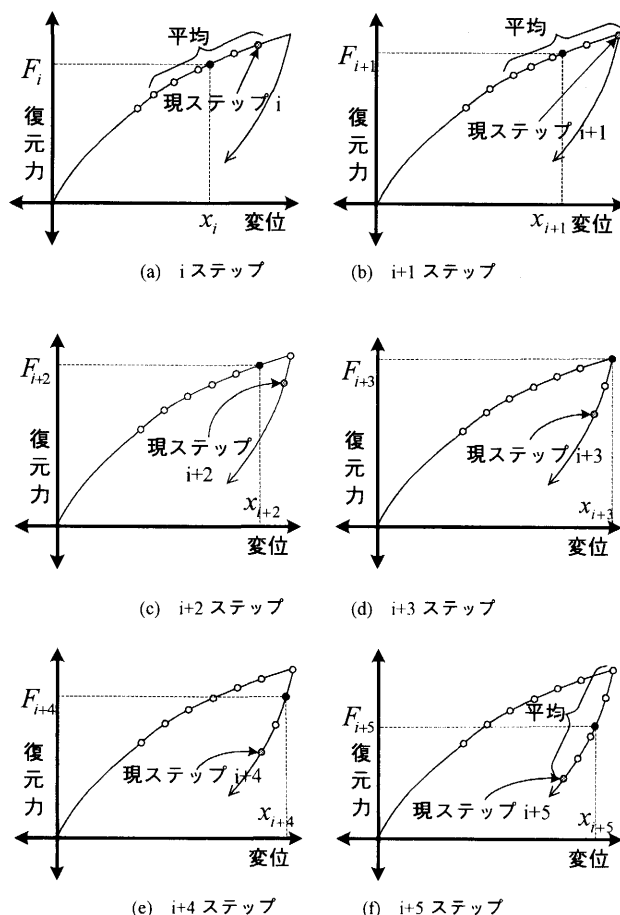 平均
F_i
復元力
現ステップ i
x_i
変位
(a) i ステップ
平均
F_{i+1}
復元力
現ステップ i+1
x_{i+1}
変位
(b) i+1 ステップ
F_{i+2}
復元力
現ステップ
i+2
x_{i+2}
変位
(c) i+2 ステップ
F_{i+3}
復元力
現ステップ i+3
x_{i+3}
変位
(d) i+3 ステップ
F_{i+4}
復元力
現ステップ i+4
x_{i+4}
変位
(e) i+4 ステップ
F_{i+5}
平均
復元力
現ステップ i+5
x_{i+5}
変位
(f) i+5 ステップ